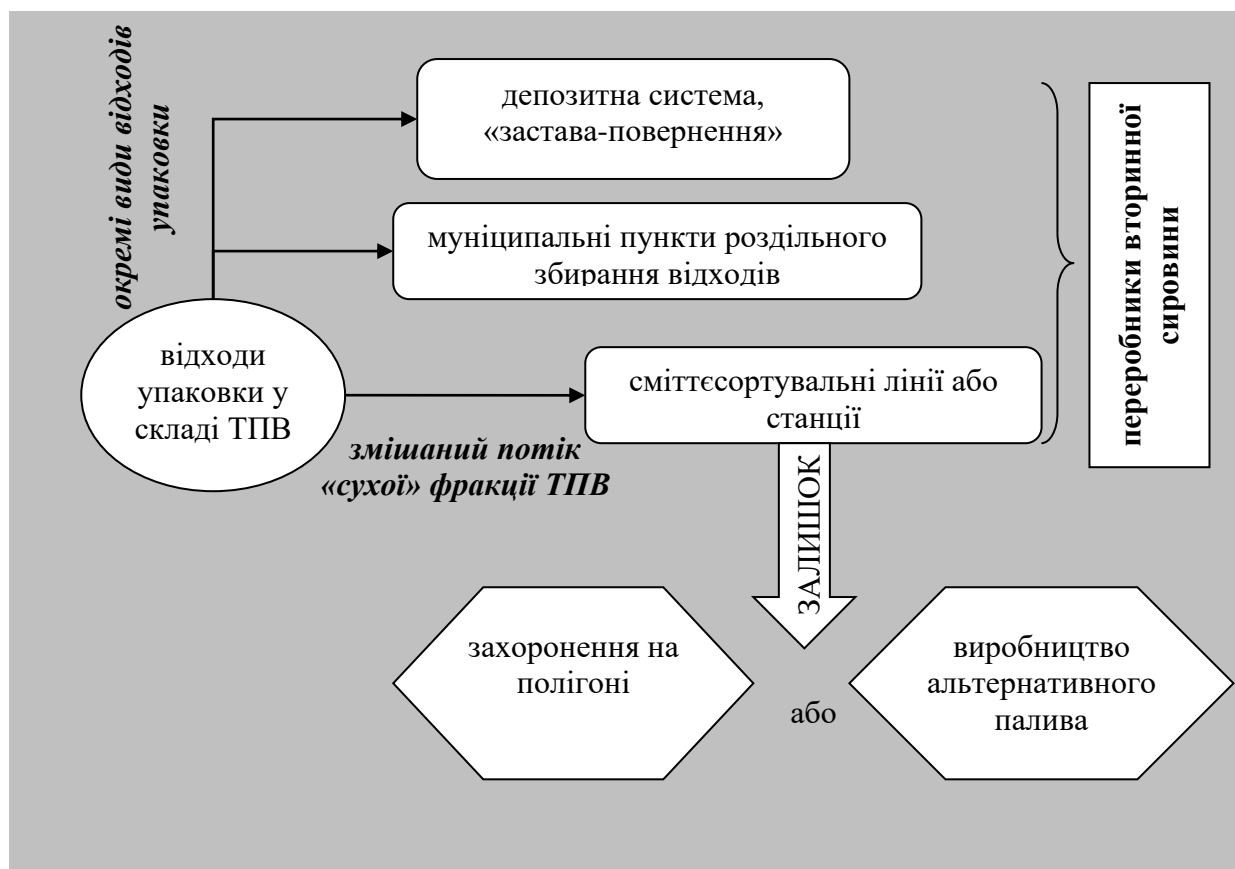 окремі види відходів
упаковки
депозитна система,
«застава-повернення»
муніципальні пункти роздільного
збирання відходів
відходи
упаковки у
складі ТПВ
сміттєсортувальні лінії або
станції
змішаний потік
«сухої» фракції ТПВ
переробники вторинної
сировини
ЗАЛИШОК
захоронення на
полігоні
або
виробництво
альтернативного
палива